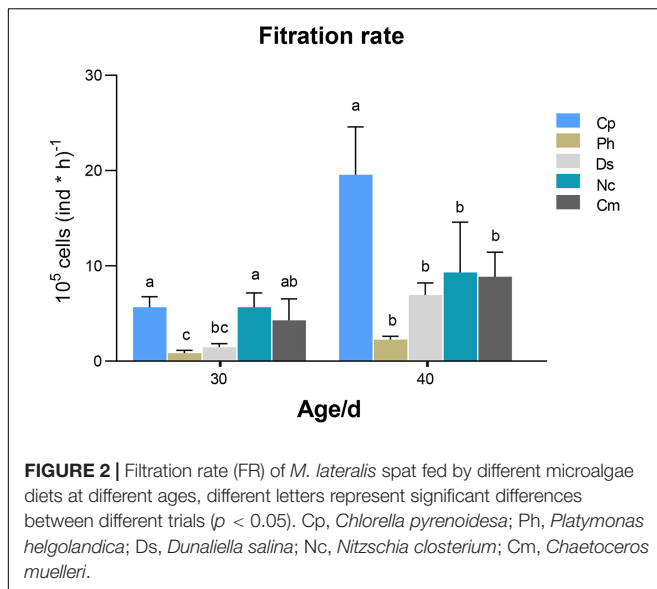 Fitration rate
30
20
10
0
10⁵ cells (ind * h)⁻¹
a
c
bc
a
ab
a
b
b
b
b
Cp
Ph
Ds
Nc
Cm
30
40
Age/d
FIGURE 2 | Filtration rate (FR) of M. lateralis spat fed by different microalgae
diets at different ages, different letters represent significant differences
between different trials (p < 0.05). Cp, Chlorella pyrenoidesa; Ph, Platymonas
helgolandica; Ds, Dunaliella salina; Nc, Nitzschia closterium; Cm, Chaetoceros
muelleri.